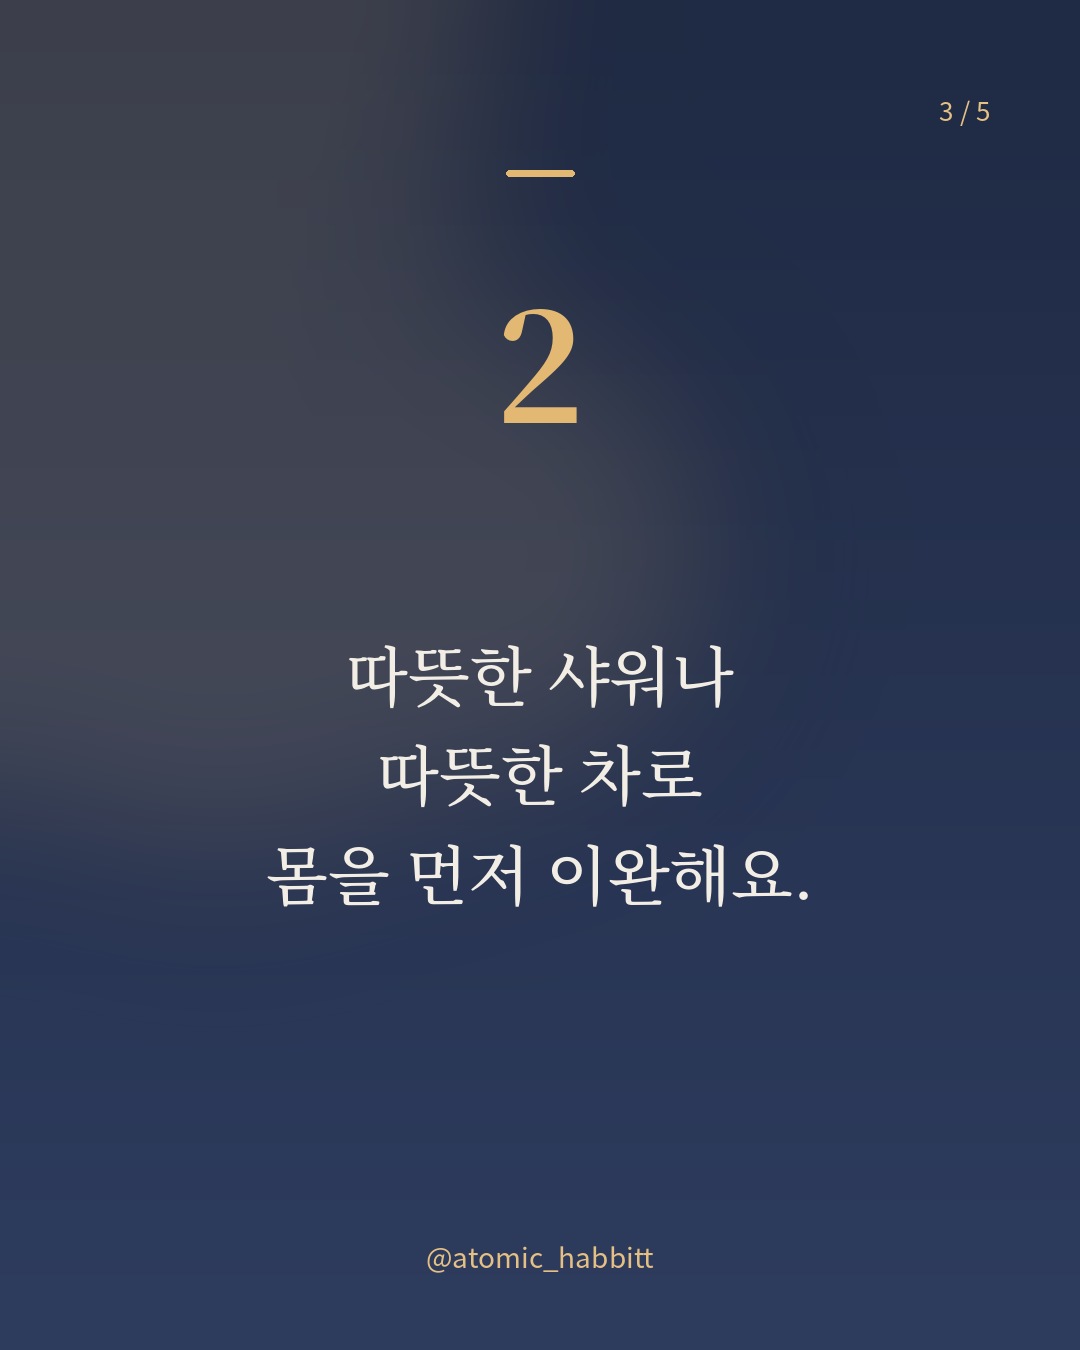 3 / 5
2
따뜻한 샤워나
따뜻한 차로
몸을 먼저 이완해요.
@atomic_habbitt